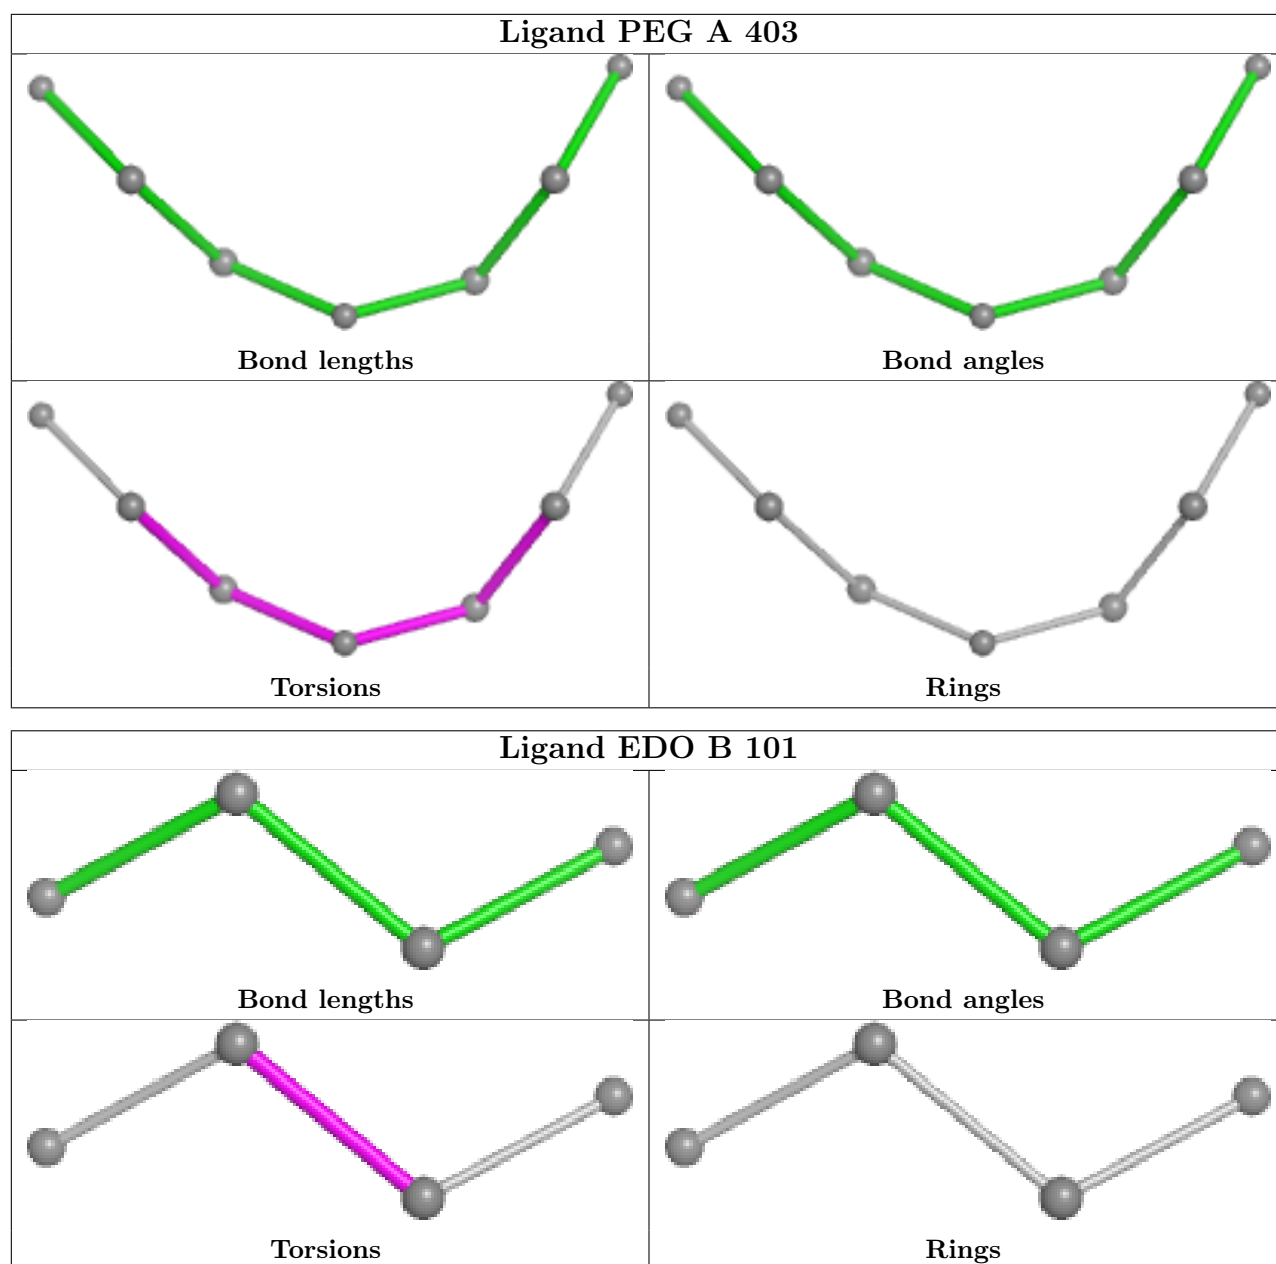 Ligand PEG A 403
Bond lengths
Bond angles
Torsions
Rings
Ligand EDO B 101
Bond lengths
Bond angles
Torsions
Rings